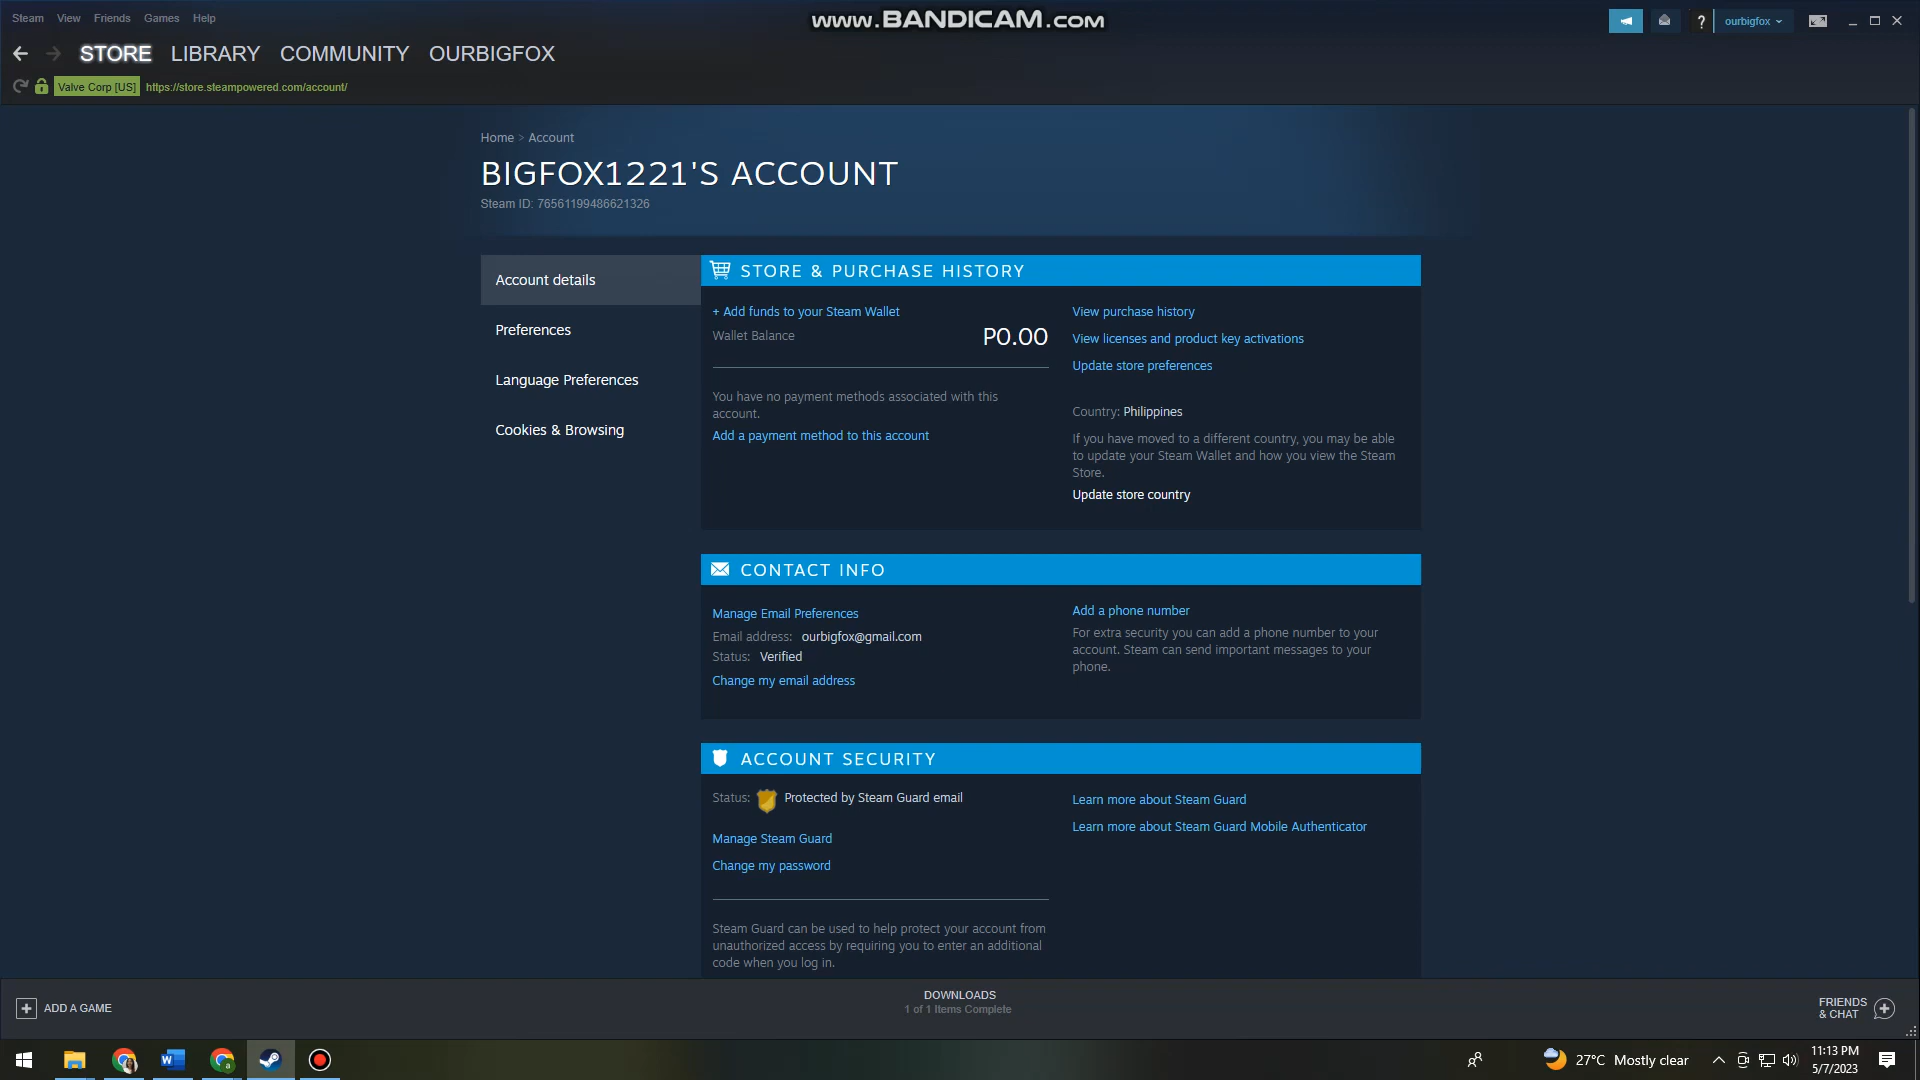 Steam View Friends Games Help
www.BANDICAM.com
ourbigfox
STORE LIBRARY COMMUNITY OURBIGFOX
Valve Corp [US] https://store.steampowered.com/account/
Home > Account
BIGFOX1221'S ACCOUNT
Steam ID: 76561199486621326
Account details
Preferences
Language Preferences
Cookies & Browsing
STORE & PURCHASE HISTORY
+ Add funds to your Steam Wallet
Wallet Balance P0.00
You have no payment methods associated with this
account.
Add a payment method to this account
View purchase history
View licenses and product key activations
Update store preferences
Country: Philippines
If you have moved to a different country, you may be able
to update your Steam Wallet and how you view the Steam
Store.
Update store country
CONTACT INFO
Manage Email Preferences
Email address: ourbigfox@gmail.com
Status: Verified
Change my email address
Add a phone number
For extra security you can add a phone number to your
account. Steam can send important messages to your
phone.
ACCOUNT SECURITY
Status: Protected by Steam Guard email
Manage Steam Guard
Change my password
Steam Guard can be used to help protect your account from
unauthorized access by requiring you to enter an additional
code when you log in.
Learn more about Steam Guard
Learn more about Steam Guard Mobile Authenticator
ADD A GAME
DOWNLOADS
1 of 1 Items Complete
FRIENDS
& CHAT
27°C Mostly clear
11:13 PM
5/7/2023